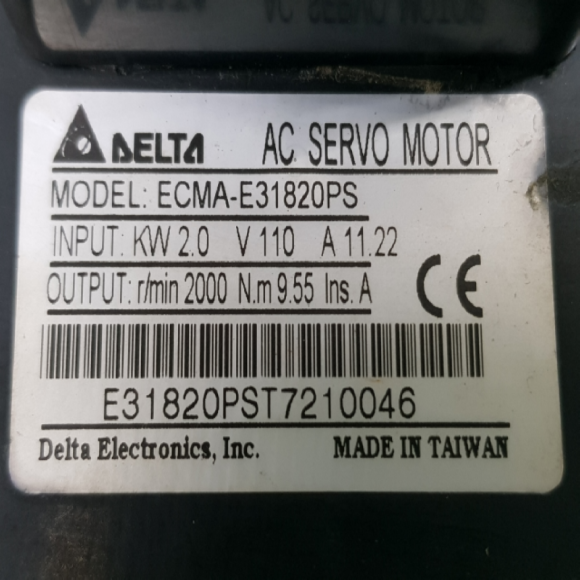 DELTA AC SERVO MOTOR
MODEL: ECMA-E31820PS
INPUT: KW 2.0 V 110 A 11.22
OUTPUT: r/min 2000 N.m 9.55 Ins. A
CE
E31820PST7210046
Delta Electronics, Inc. MADE IN TAIWAN